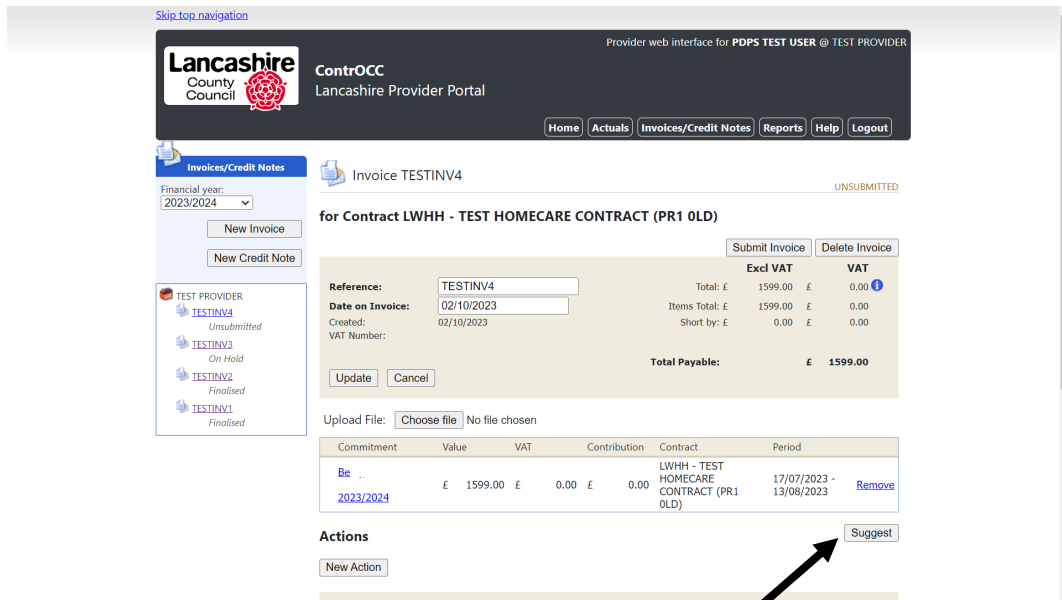 Skip top navigation
Provider web interface for PDPS TEST USER @ TEST PROVIDER
Lancashire
County
Council
ContrOCC
Lancashire Provider Portal
Home Actuals Invoices/Credit Notes Reports Help Logout
Invoices/Credit Notes
Financial year:
2023/2024
New Invoice
New Credit Note
TEST PROVIDER
TESTINV4
Unsubmitted
TESTINV3
On Hold
TESTINV2
Finalised
TESTINV1
Finalised
Invoice TESTINV4
UNSUBMITTED
for Contract LWHH - TEST HOMECARE CONTRACT (PR1 0LD)
Submit Invoice Delete Invoice
Excl VAT VAT
Reference: TESTINV4 Total: £ 1599.00 £ 0.00
Date on Invoice: 02/10/2023 Items Total: £ 1599.00 £ 0.00
Created: 02/10/2023 Short by: £ 0.00 £ 0.00
VAT Number:
Total Payable: £ 1599.00
Update Cancel
Upload File: Choose file No file chosen
Commitment Value VAT Contribution Contract Period
Be
2023/2024
£ 1599.00 £ 0.00 £ 0.00
LWHH - TEST
HOMECARE
CONTRACT (PR1
0LD)
17/07/2023 -
13/08/2023
Remove
Actions
Suggest
New Action